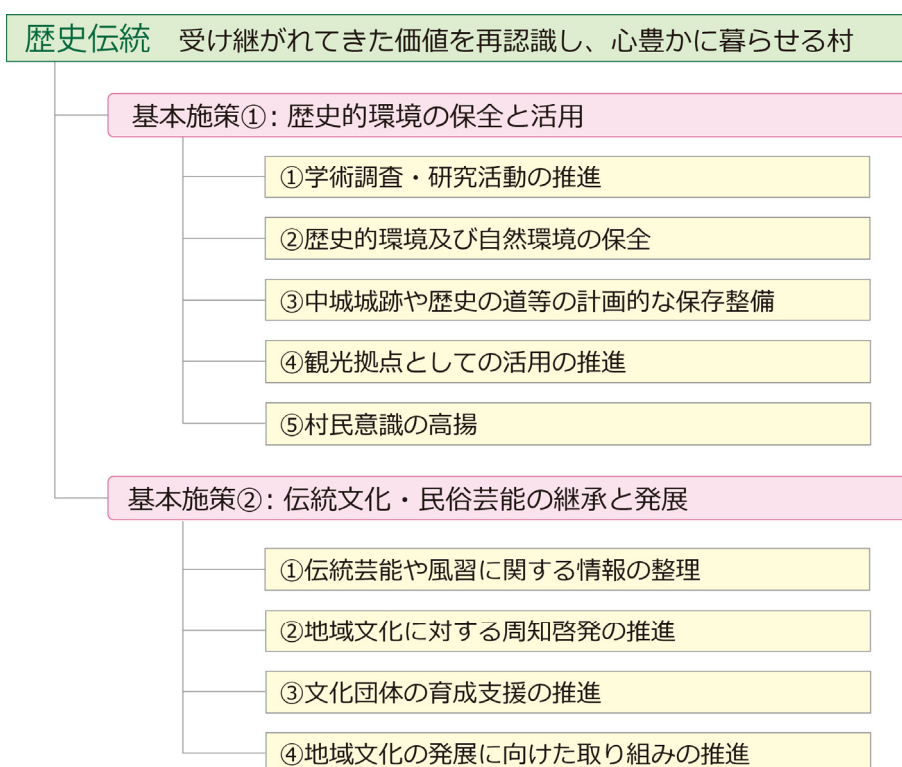 歴史伝統 受け継がれてきた価値を再認識し、心豊かに暮らせる村
基本施策①：歴史的環境の保全と活用
①学術調査・研究活動の推進
②歴史的環境及び自然環境の保全
③中城城跡や歴史の道等の計画的な保存整備
④観光拠点としての活用の推進
⑤村民意識の高揚
基本施策②：伝統文化・民俗芸能の継承と発展
①伝統芸能や風習に関する情報の整理
②地域文化に対する周知啓発の推進
③文化団体の育成支援の推進
④地域文化の発展に向けた取り組みの推進